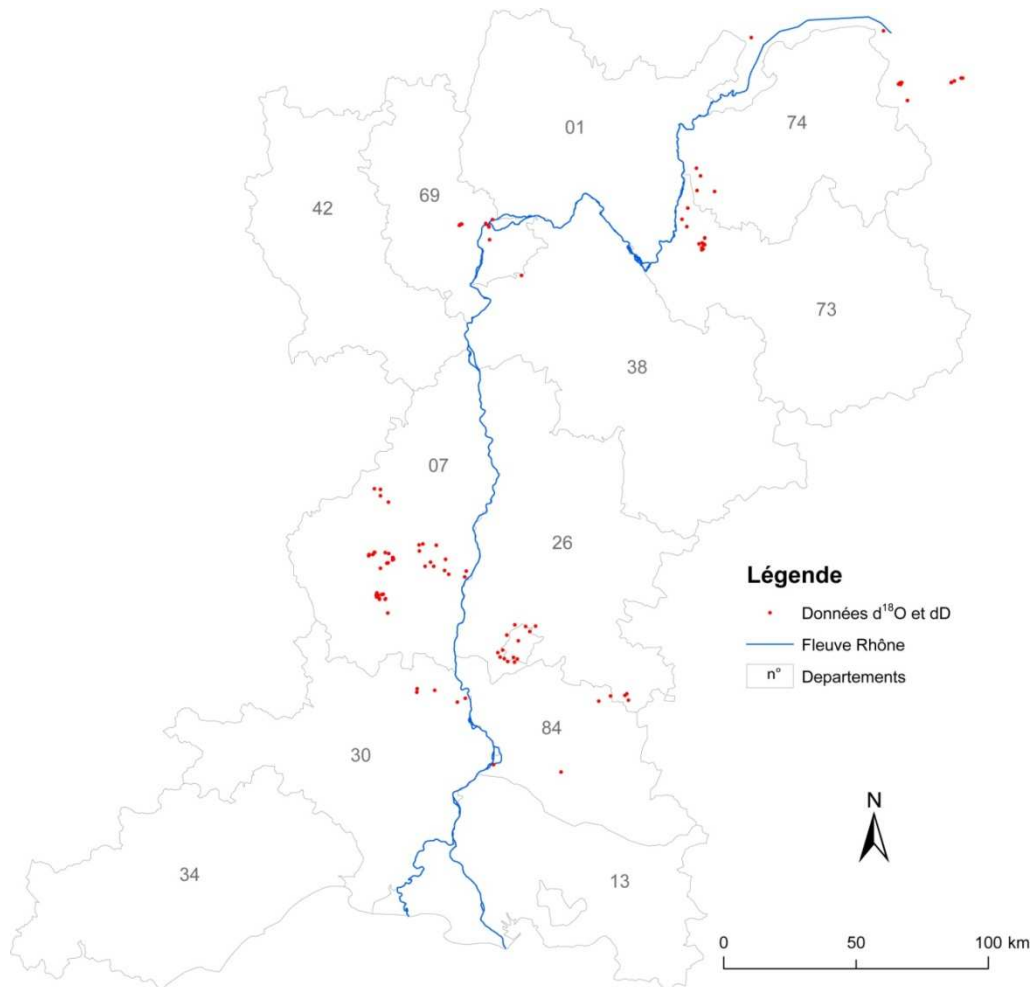 01
74
69
42
73
38
07
26
Légende
Données d¹⁸O et dD
Fleuve Rhône
n° Departements
84
30
N
34
13
0 50 100 km